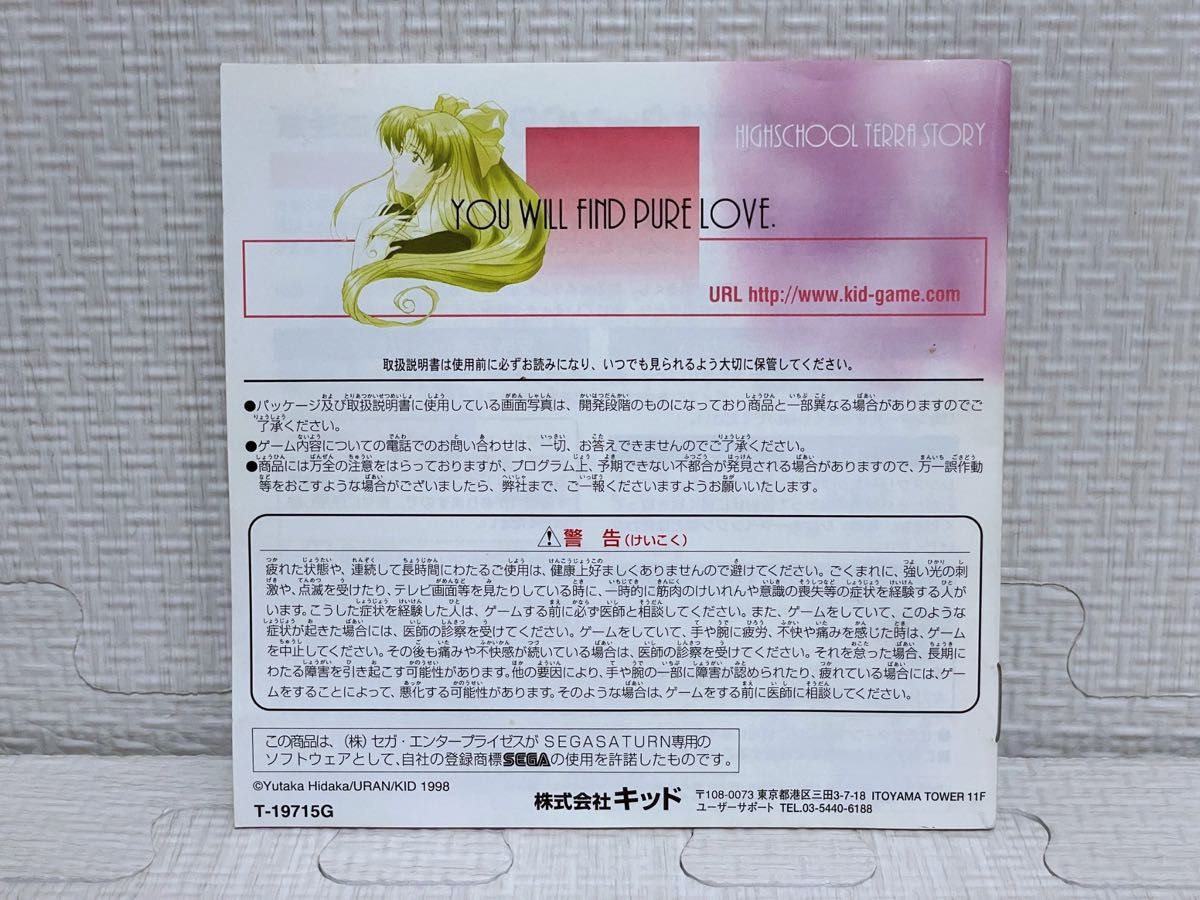 HIGHSCHOOL TERRA STORY
YOU WILL FIND PURE LOVE.
URL http://www.kid-game.com
取扱説明書は使用前に必ずお読みになり、いつでも見られるよう大切に保管してください。
●パッケージ及び取扱説明書に使用している画面写真は、開発段階のものになっており商品と一部異なる場合がありますのでご
了承ください。
●ゲーム内容についての電話でのお問い合わせは、一切、お答えできませんのでご了承ください。
●商品には万全の注意をはらっておりますが、プログラム上、予期できない不都合が発見される場合がありますので、万一誤作動
等をおこすような場合がございましたら、弊社まで、ご一報くださいますようお願いいたします。
警告(けいこく)
疲れた状態や、連続して長時間にわたるご使用は、健康上好ましくありませんので避けてください。ごくまれに、強い光の刺
激や、点滅を受けたり、テレビ画面等を見たりしている時に、一時的に筋肉のけいれんや意識の喪失等の症状を経験する人が
います。こうした症状を経験した人は、ゲームする前に必ず医師と相談してください。また、ゲームをしていて、このような
症状が起きた場合には、医師の診察を受けてください。ゲームをしていて、手や腕に疲労、不快や痛みを感じた時は、ゲーム
を中止してください。その後も痛みや不快感が続いている場合は、医師の診察を受けてください。それを怠った場合、長期に
わたる障害を引き起こす可能性があります。他の要因により、手や腕の一部に障害が認められたり、疲れている場合には、ゲー
ムをすることによって、悪化する可能性があります。そのような場合は、ゲームをする前に医師に相談してください。
この商品は、(株)セガ・エンタープライゼスがSEGASATURN専用の
ソフトウェアとして、自社の登録商標SEGAの使用を許諾したものです。
©Yutaka Hidaka/URAN/KID 1998
T-19715G
株式会社キッド
〒108-0073 東京都港区三田3-7-18 ITOYAMA TOWER 11F
ユーザーサポート TEL.03-5440-6188